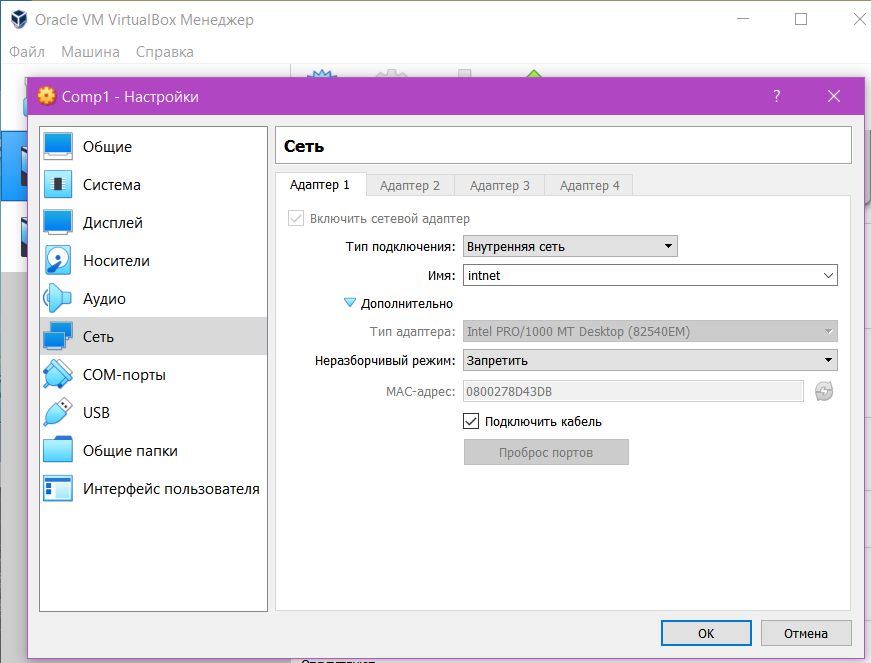 Oracle VM VirtualBox Менеджер
Файл Машина Справка
Comp1 - Настройки
?
Общие
Система
Дисплей
Носители
Аудио
Сеть
COM-порты
USB
Общие папки
Интерфейс пользователя
Сеть
Адаптер 1 Адаптер 2 Адаптер 3 Адаптер 4
Включить сетевой адаптер
Тип подключения: Внутренняя сеть
Имя: intnet
Дополнительно
Тип адаптера: Intel PRO/1000 MT Desktop (82540EM)
Неразборчивый режим: Запретить
MAC-адрес: 0800278D43DB
Подключить кабель
Проброс портов
OK Отмена